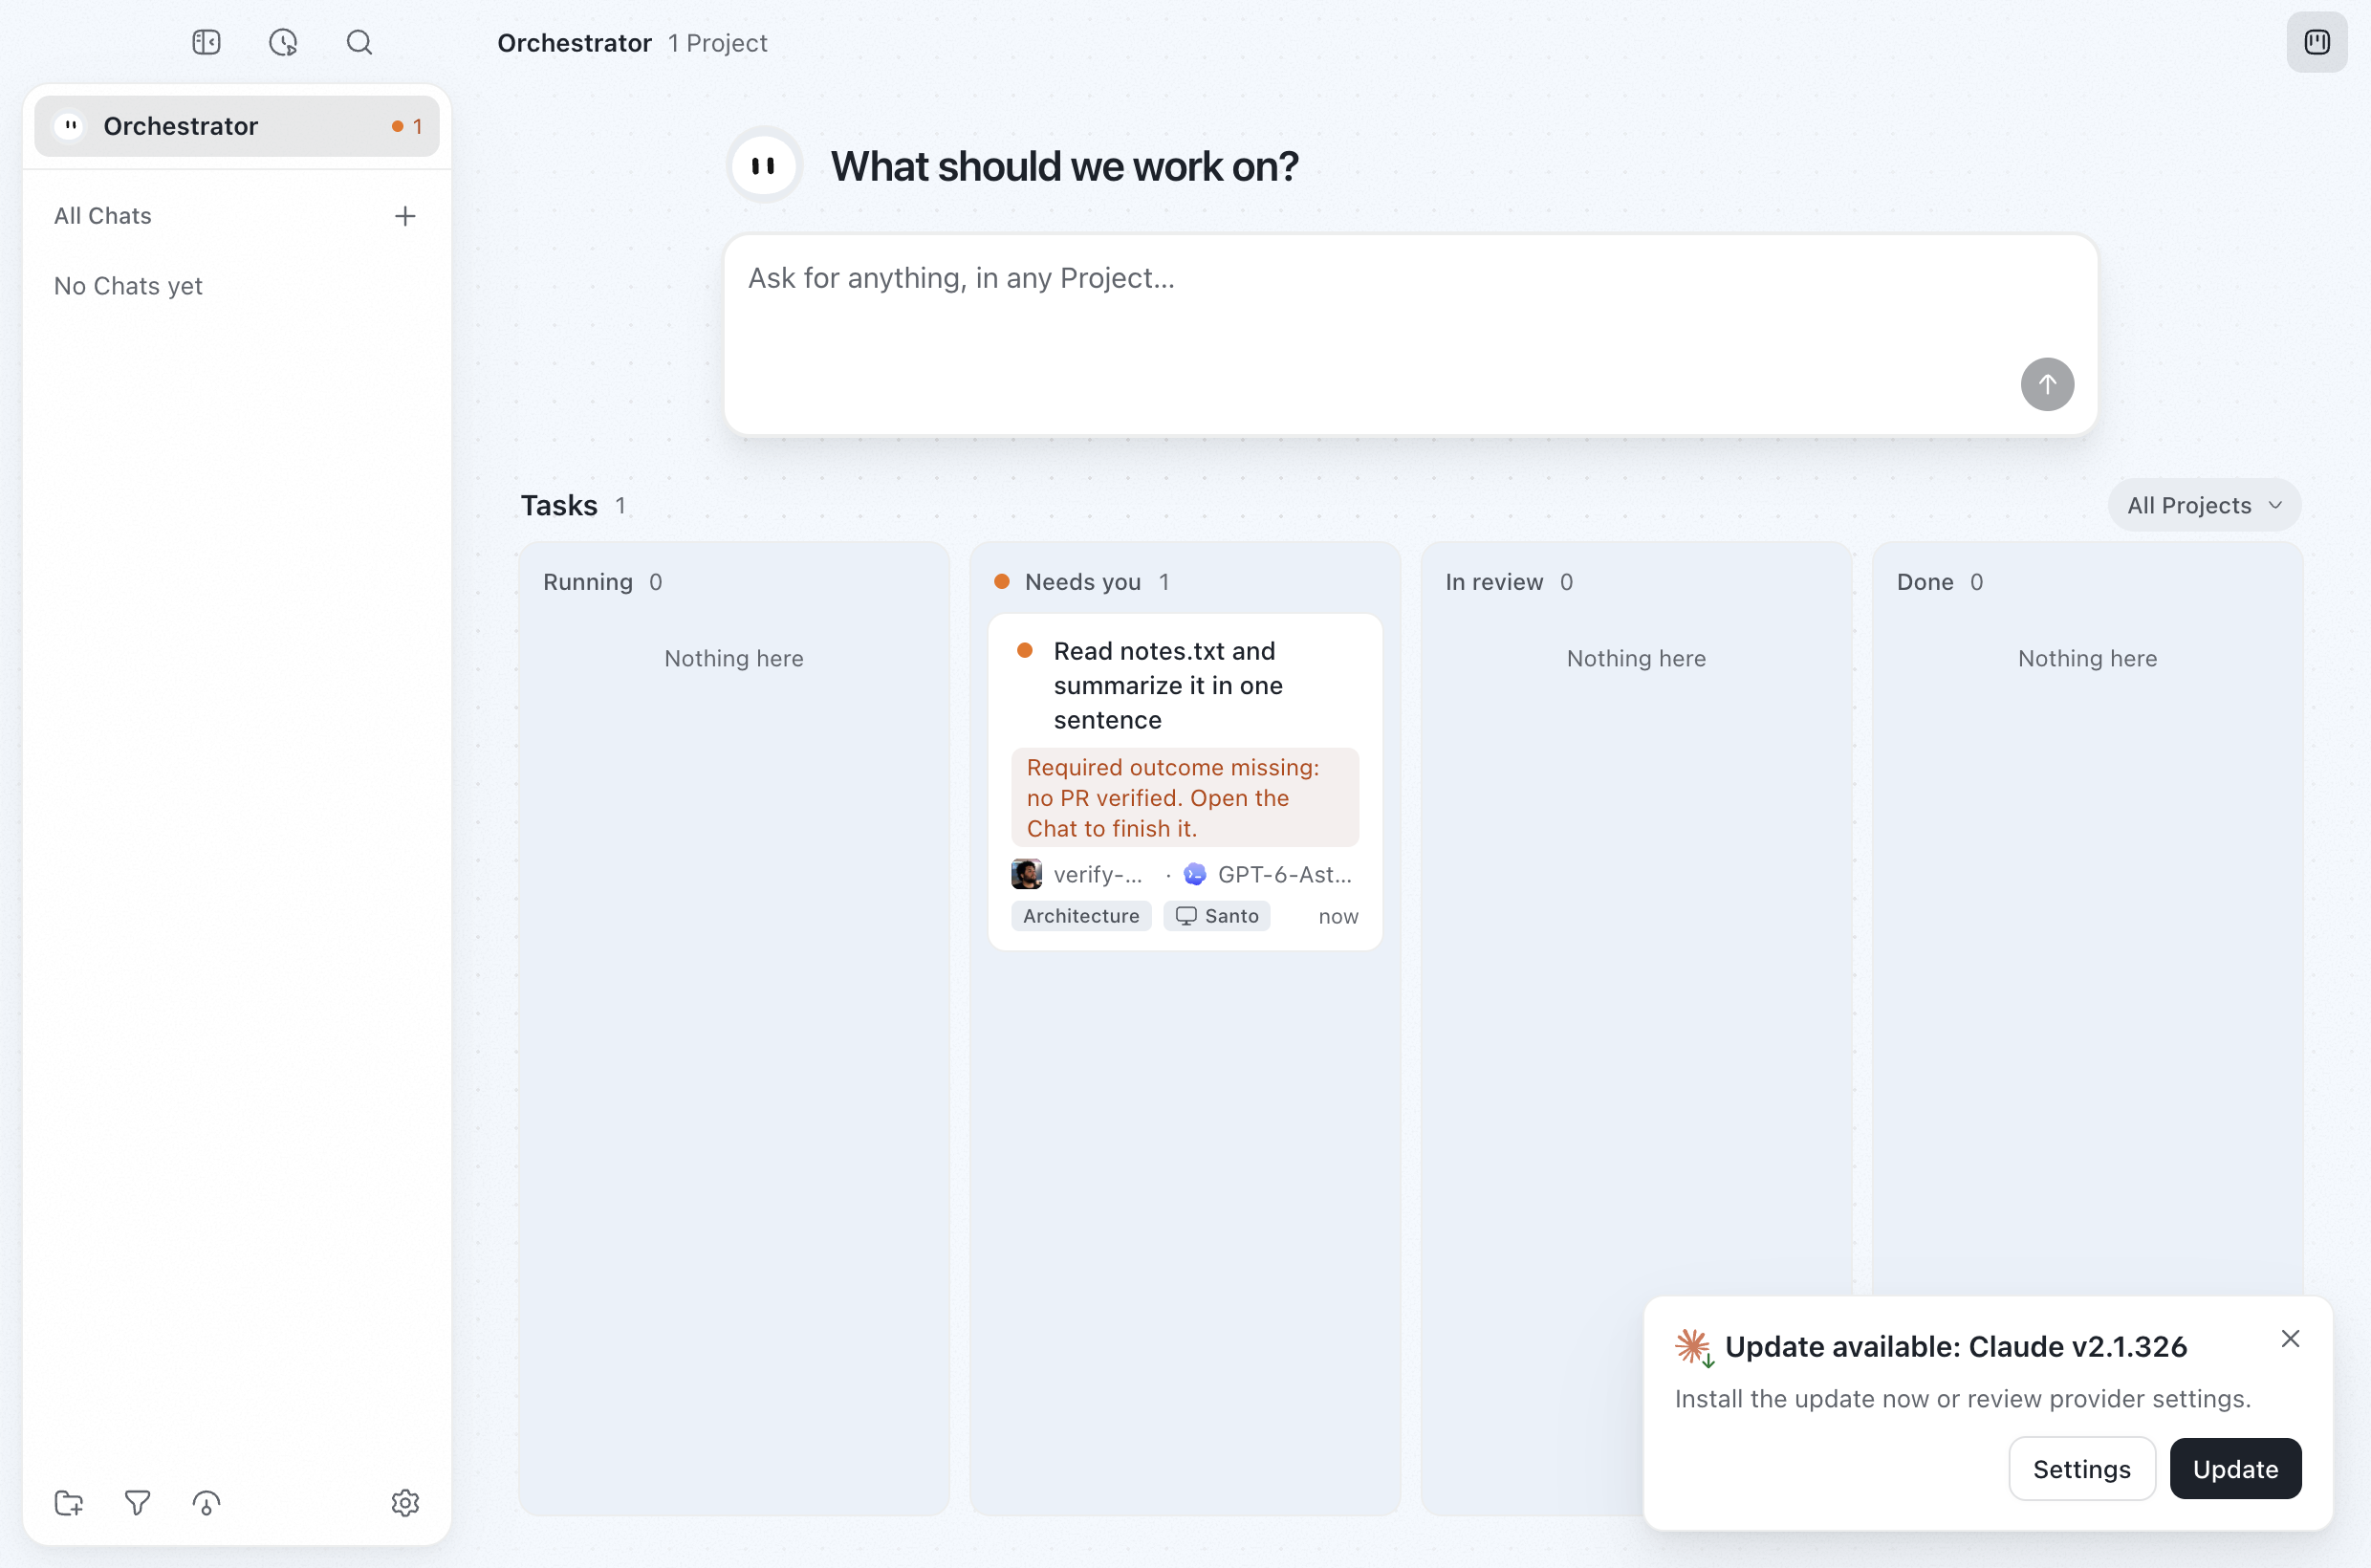 Orchestrator 1 Project
Orchestrator 1
All Chats
No Chats yet
What should we work on?
Ask for anything, in any Project...
Tasks 1
All Projects
Running 0
Nothing here
Needs you 1
Read notes.txt and
summarize it in one
sentence
Required outcome missing:
no PR verified. Open the
Chat to finish it.
verify-... · GPT-6-Ast...
Architecture Santo now
In review 0
Nothing here
Done 0
Nothing here
Update available: Claude v2.1.326
Install the update now or review provider settings.
Settings Update